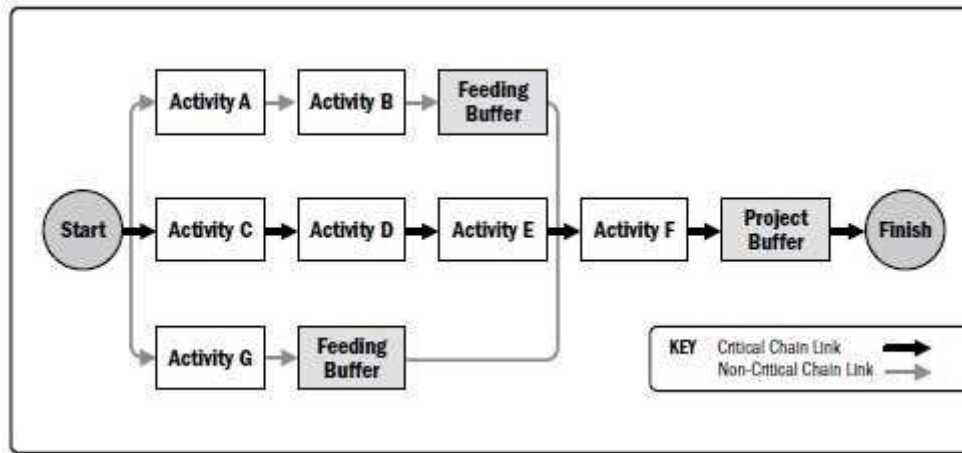 Activity A
Activity B
Feeding
Buffer
Start
Activity C
Activity D
Activity E
Activity F
Project
Buffer
Finish
Activity G
Feeding
Buffer
KEY Critical Chain Link
Non-Critical Chain Link